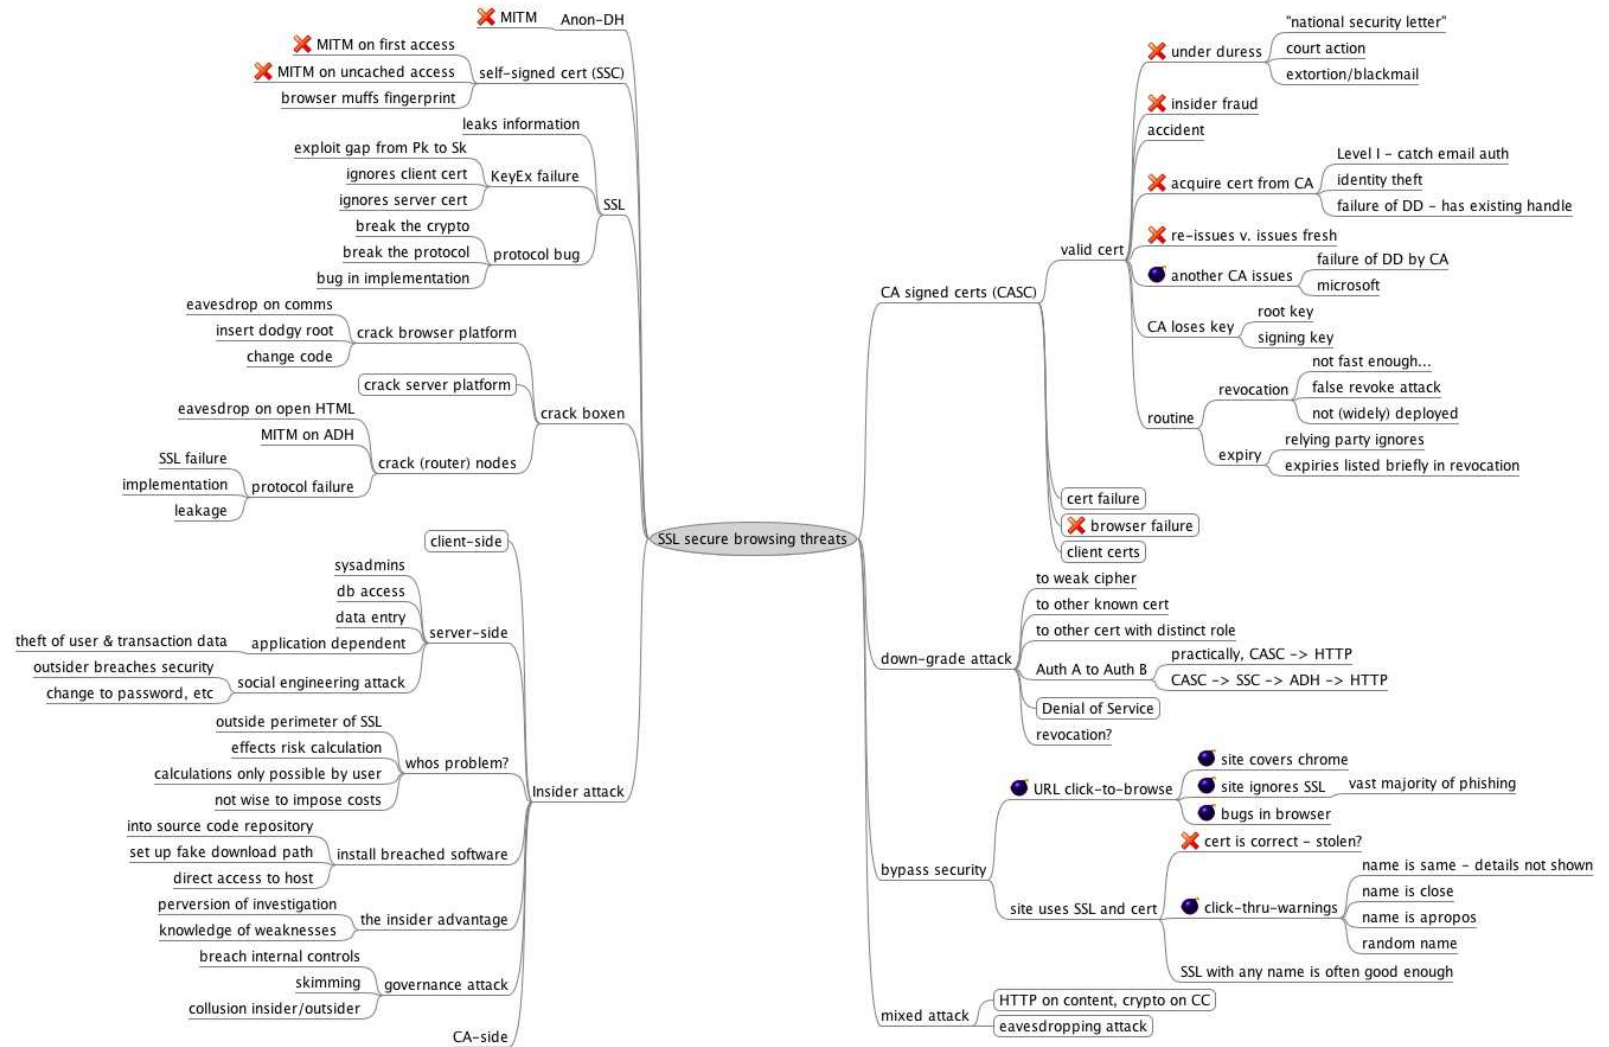 SSL secure browsing threats
Anon-DH
MITM
self-signed cert (SSC)
MITM on first access
MITM on uncached access
browser muffs fingerprint
SSL
leaks information
KeyEx failure
exploit gap from Pk to Sk
ignores client cert
ignores server cert
protocol bug
break the crypto
break the protocol
bug in implementation
crack boxen
crack browser platform
eavesdrop on comms
insert dodgy root
change code
crack server platform
crack (router) nodes
eavesdrop on open HTML
MITM on ADH
protocol failure
SSL failure
implementation
leakage
Insider attack
client-side
server-side
sysadmins
db access
data entry
application dependent
theft of user & transaction data
social engineering attack
outsider breaches security
change to password, etc
whos problem?
outside perimeter of SSL
effects risk calculation
calculations only possible by user
not wise to impose costs
install breached software
into source code repository
set up fake download path
direct access to host
the insider advantage
perversion of investigation
knowledge of weaknesses
governance attack
breach internal controls
skimming
collusion insider/outsider
CA-side
CA signed certs (CASC)
valid cert
under duress
"national security letter"
court action
extortion/blackmail
insider fraud
accident
acquire cert from CA
Level I - catch email auth
identity theft
failure of DD - has existing handle
re-issues v. issues fresh
another CA issues
failure of DD by CA
microsoft
CA loses key
root key
signing key
routine
revocation
not fast enough...
false revoke attack
not (widely) deployed
expiry
relying party ignores
expiries listed briefly in revocation
cert failure
browser failure
client certs
down-grade attack
to weak cipher
to other known cert
to other cert with distinct role
Auth A to Auth B
practically, CASC -> HTTP
CASC -> SSC -> ADH -> HTTP
Denial of Service
revocation?
bypass security
URL click-to-browse
site covers chrome
site ignores SSL
vast majority of phishing
bugs in browser
site uses SSL and cert
cert is correct - stolen?
click-thru-warnings
name is same - details not shown
name is close
name is apropos
random name
SSL with any name is often good enough
mixed attack
HTTP on content, crypto on CC
eavesdropping attack